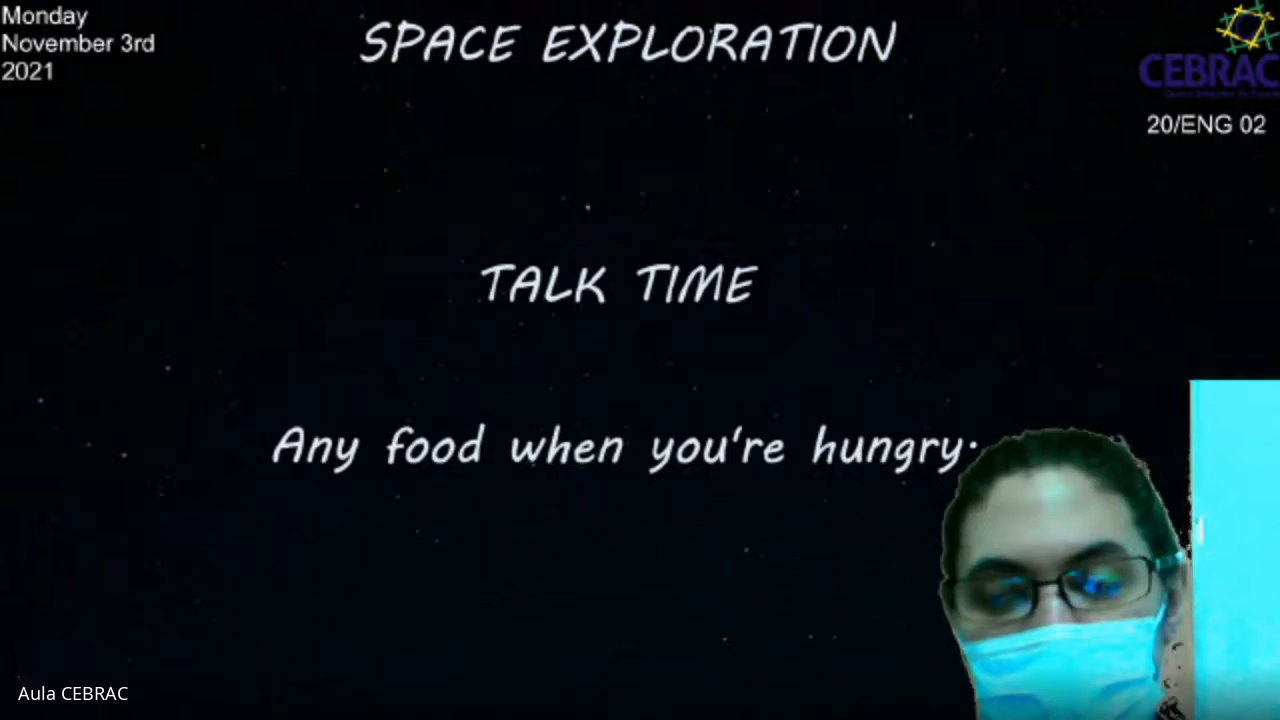 Monday
November 3rd
2021
SPACE EXPLORATION
CEBRAC
20/ENG 02
TALK TIME
Any food when you're hungry.
Aula CEBRAC